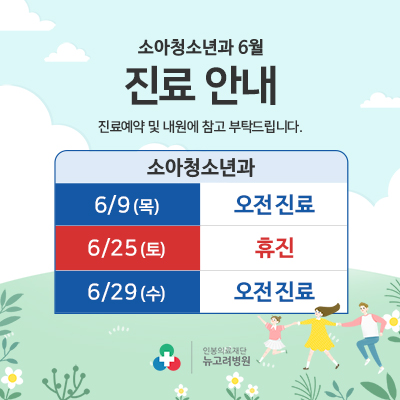 소아청소년과 6월
진료 안내
진료예약 및 내원에 참고 부탁드립니다.
소아청소년과
6/9 (목) 오전 진료
6/25 (토) 휴진
6/29 (수) 오전 진료
인봉의료재단
뉴고려병원